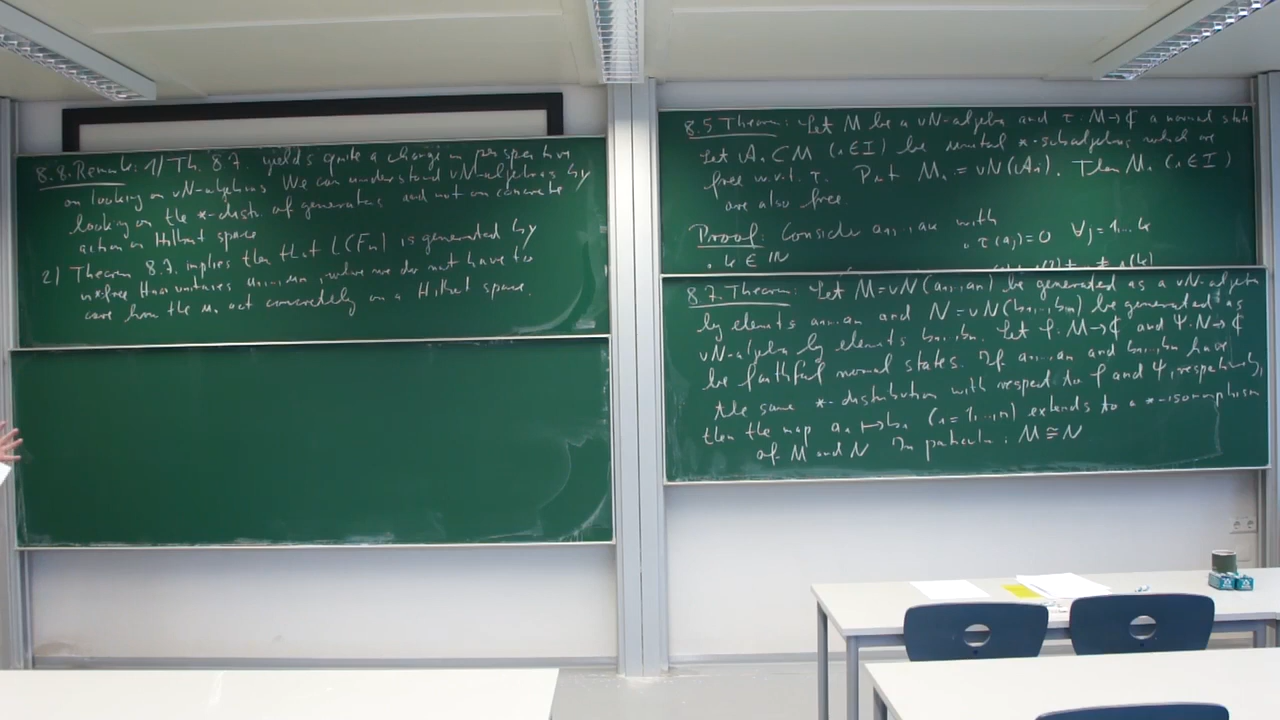 8.8. Remark: 1) Th. 8.7. yields quite a change in perspective
on looking on vN-algebras. We can understand vN-algebras by
looking on the *-distr. of generators and not on concrete
action on Hilbert space
2) Theorem 8.7. implies then that L(Fn) is generated by
n *free Haar unitaries u1,...,un, where we do not have to
care how the ui act concretely on a Hilbert space.
8.5 Theorem: Let M be a vN-algebra and τ: M→ℂ a normal state
Let Ai ⊂ M (i∈I) be unital *-subalgebras which are
free w.r.t. τ. Put Mi = vN(Ai). Then Mi (i∈I)
are also free.
Proof: Consider a1,...,ak with
• k ∈ ℕ • τ(aj)=0 ∀j=1...k
8.7. Theorem: Let M=vN(a1,...,an) be generated as a vN-algebra
by elements a1,...,an and N=vN(b1,...,bn) be generated as
vN-algebra by elements b1,...,bn. Let φ: M→ℂ and ψ: N→ℂ
be faithful normal states. If a1,...,an and b1,...,bn have
the same *-distribution with respect to φ and ψ, respectively,
then the map ai ↦ bi (i=1,...,n) extends to a *-isomorphism
of M and N In particular: M≅N